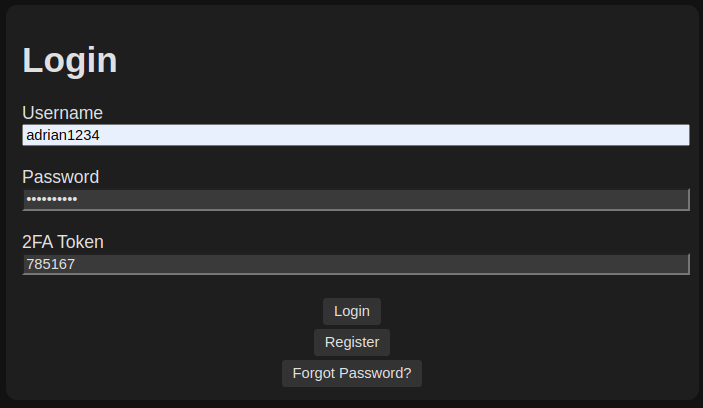 Login
Username
adrian1234
Password
••••••••••
2FA Token
785167
Login
Register
Forgot Password?